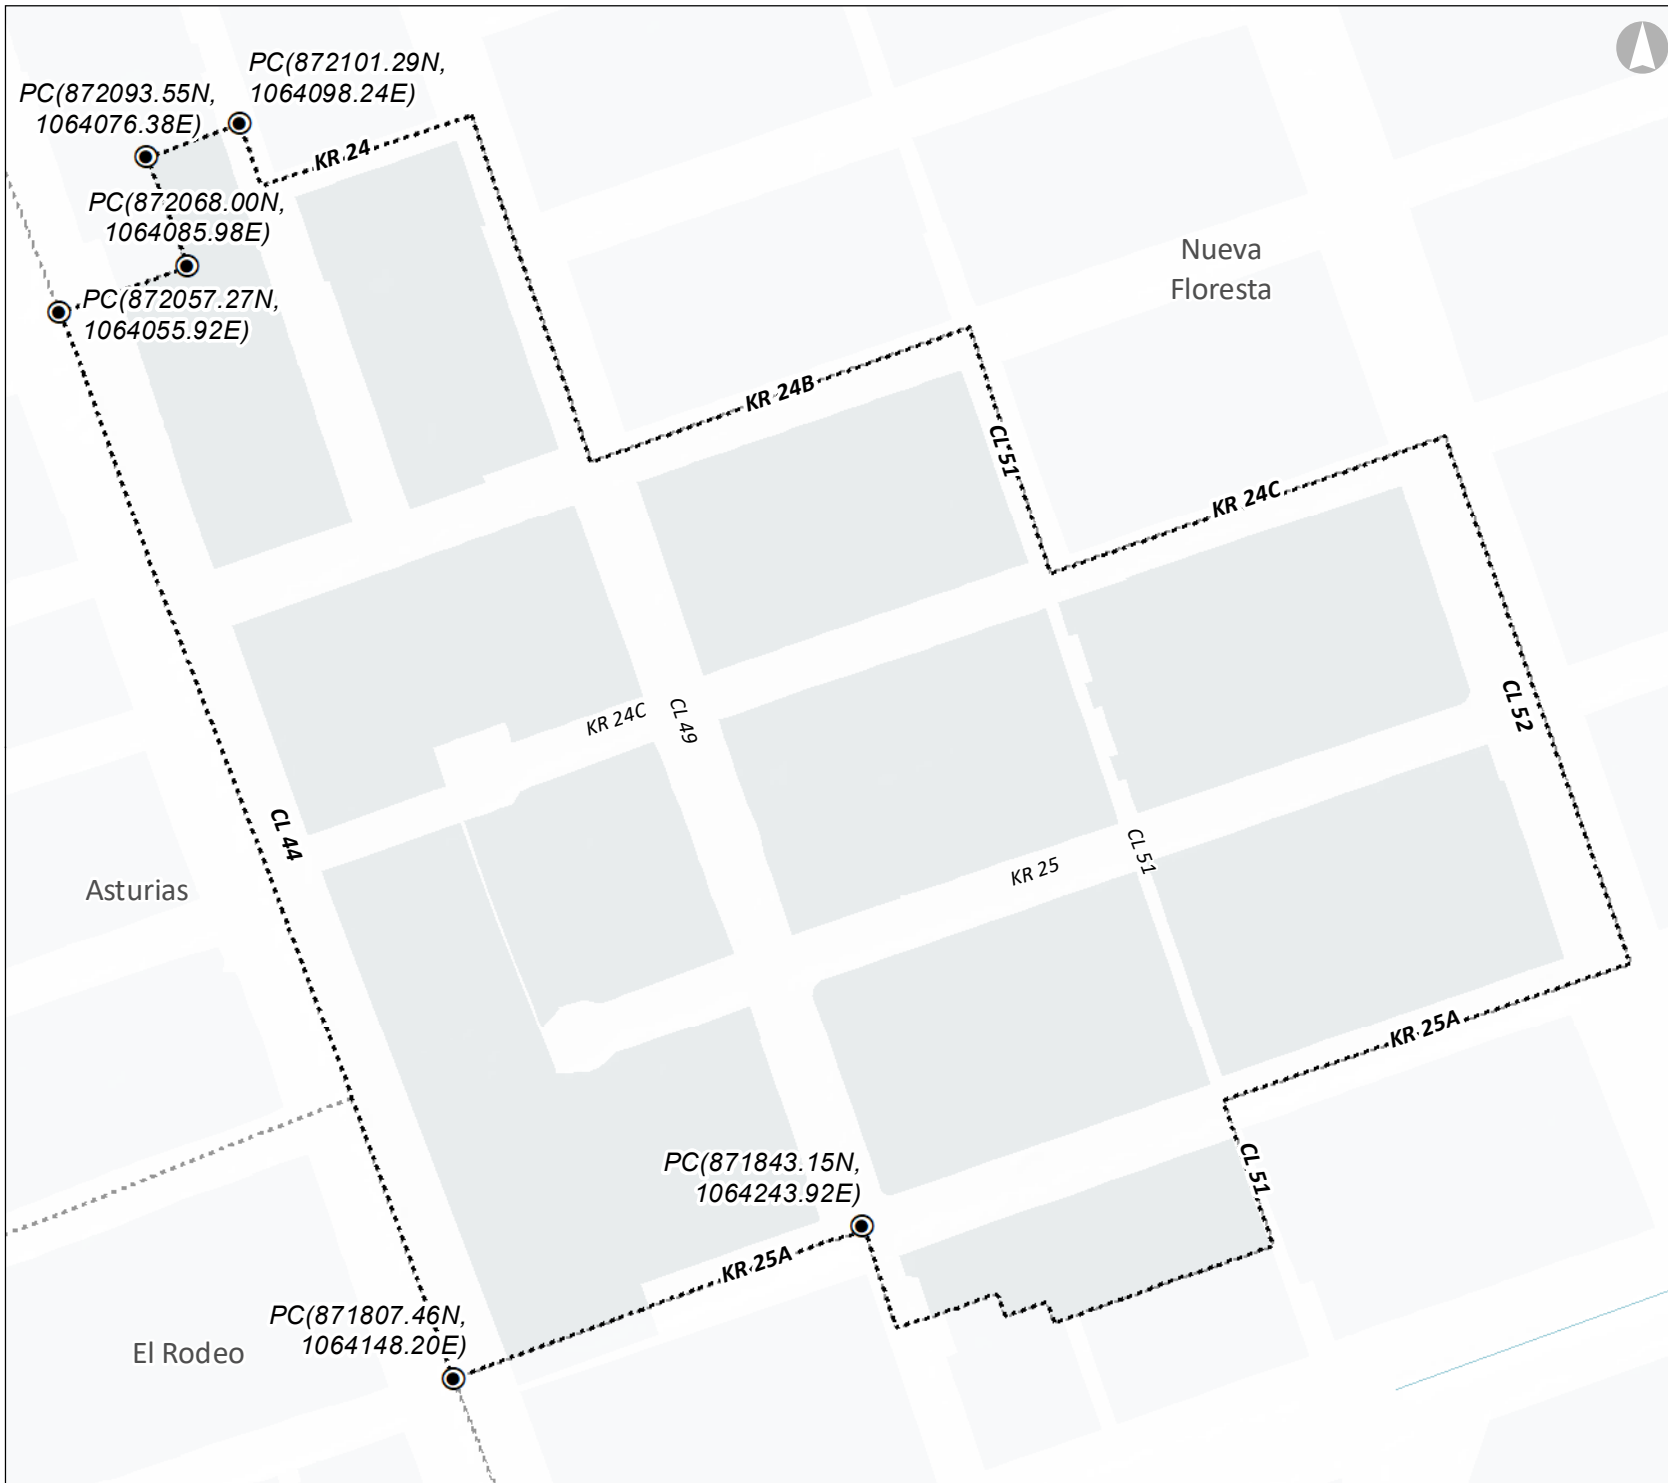 PC(872101.29N,
1064098.24E)
PC(872093.55N,
1064076.38E)
KR 24
PC(872068.00N,
1064085.98E)
Nueva
Floresta
PC(872057.27N,
1064055.92E)
KR 24B
CL 51
KR 24C
KR 24C
CL 49
CL 52
CL 44
KR 25
CL 51
Asturias
KR 25A
PC(871843.15N,
1064243.92E)
CL 51
KR 25A
PC(871807.46N,
1064148.20E)
El Rodeo